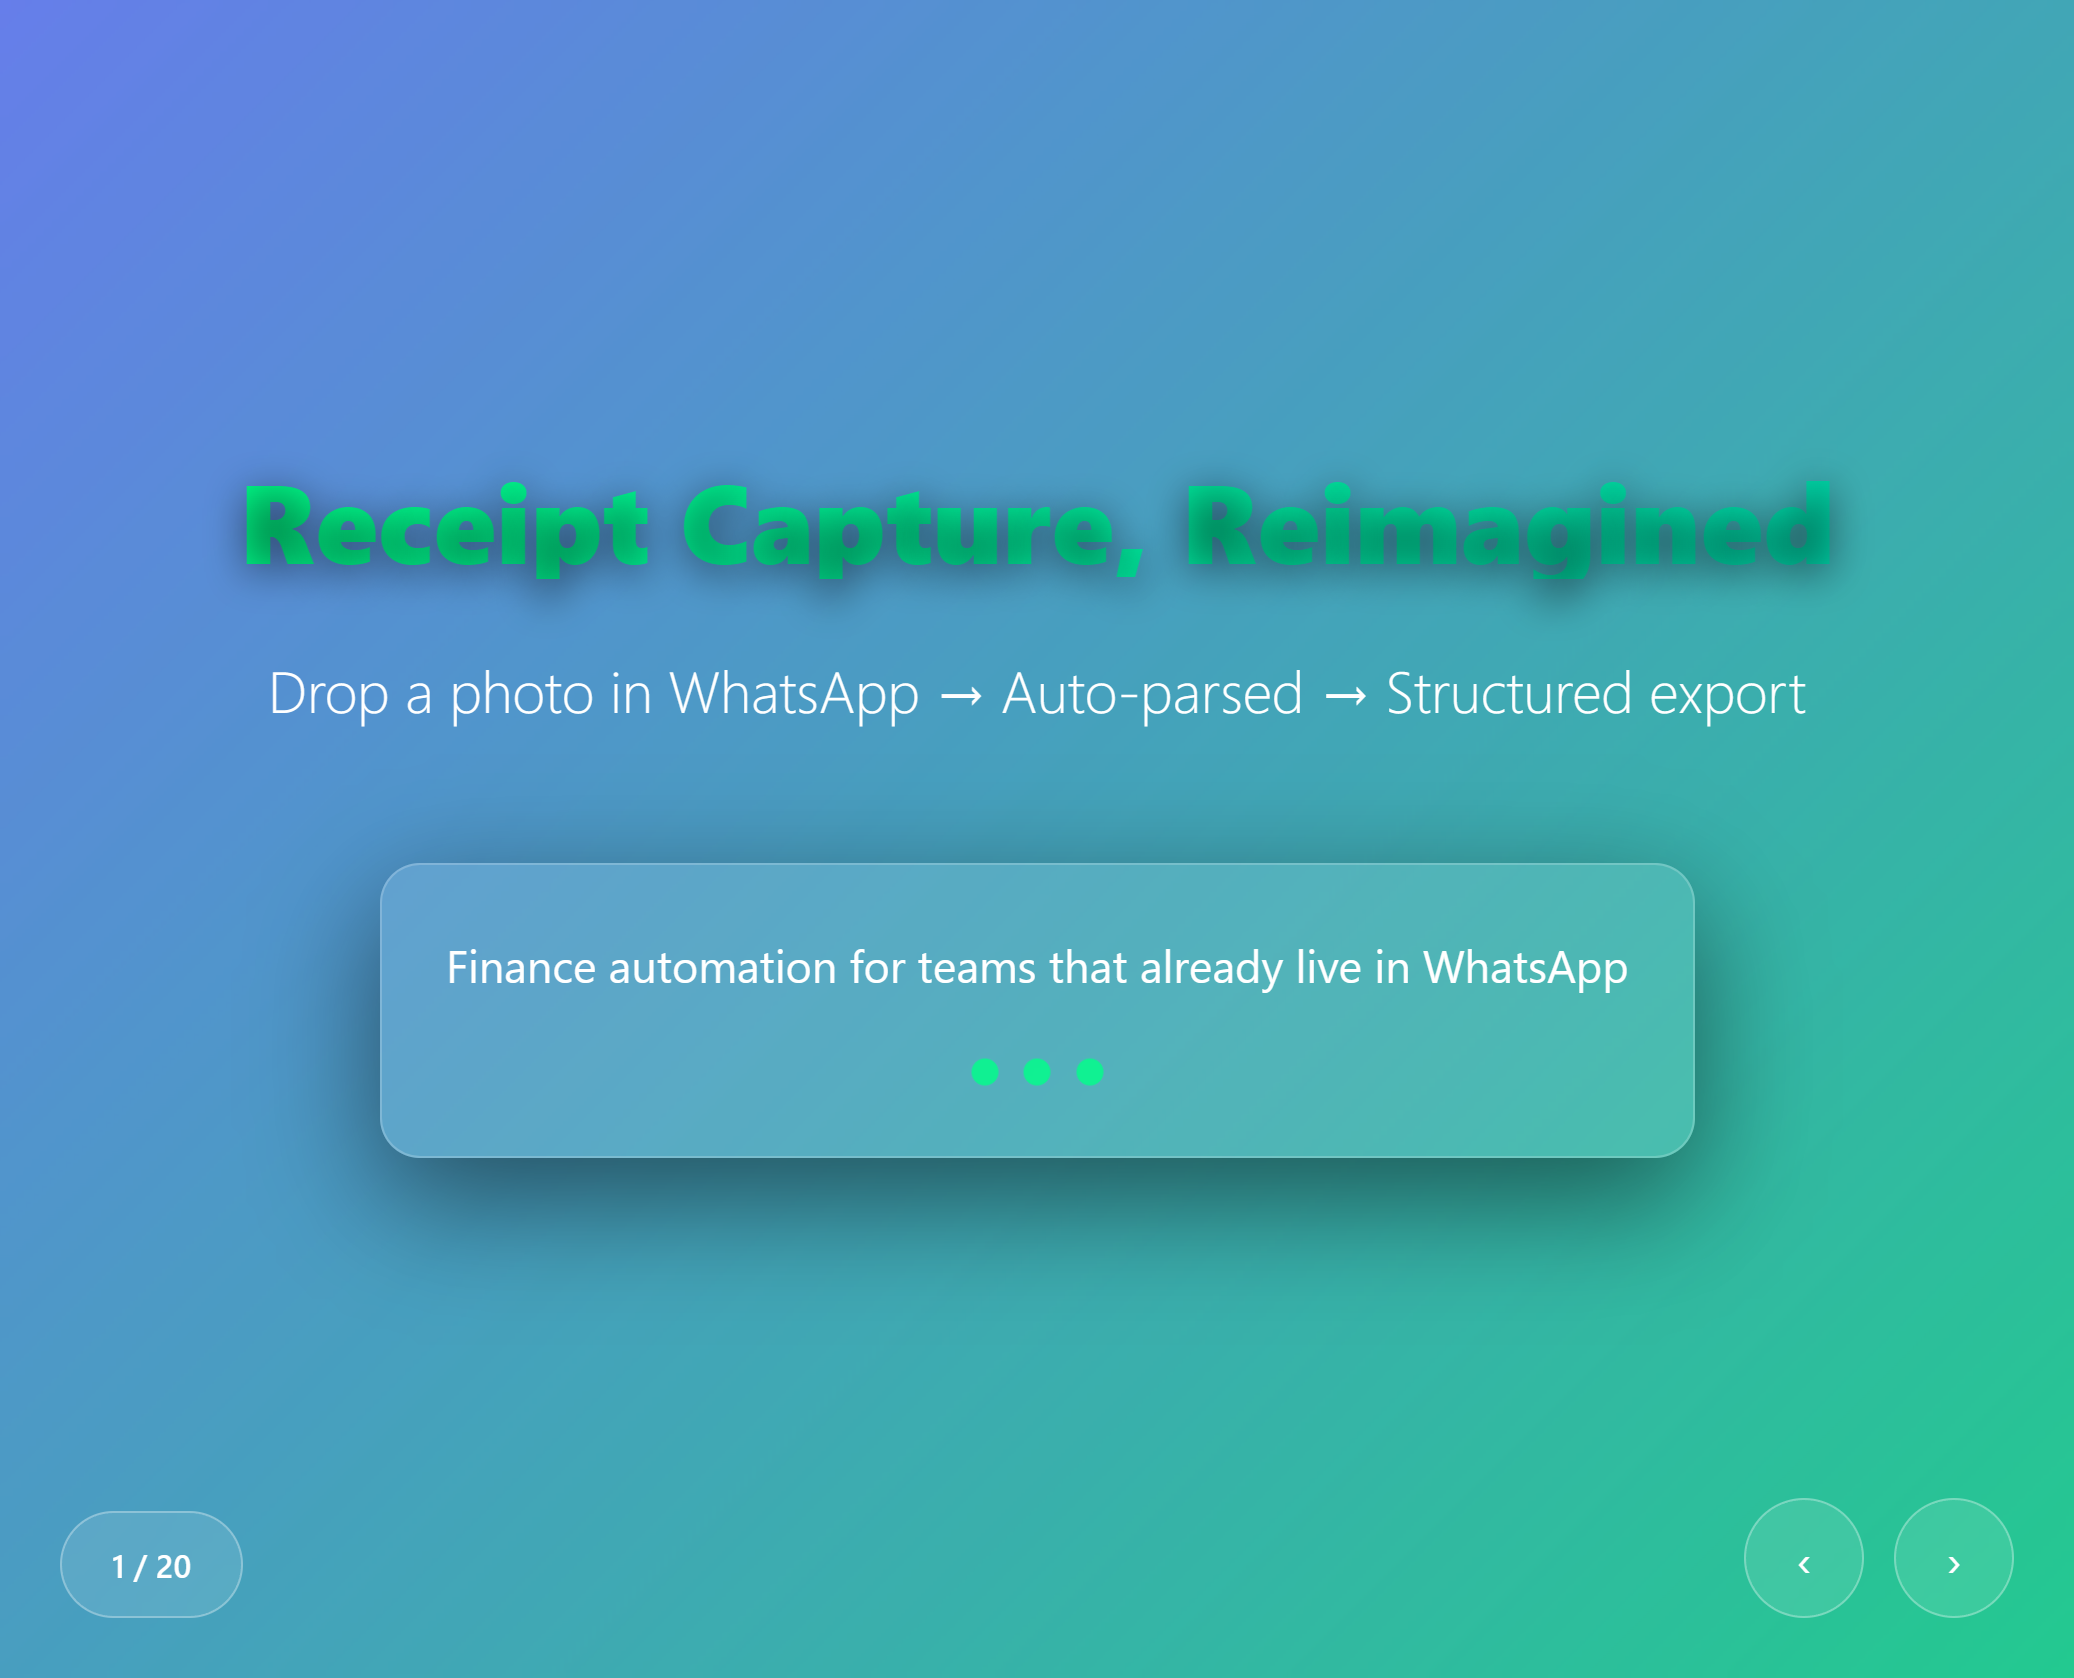 Receipt Capture, Reimagined
Drop a photo in WhatsApp → Auto-parsed → Structured export
Finance automation for teams that already live in WhatsApp
1 / 20
‹ ›